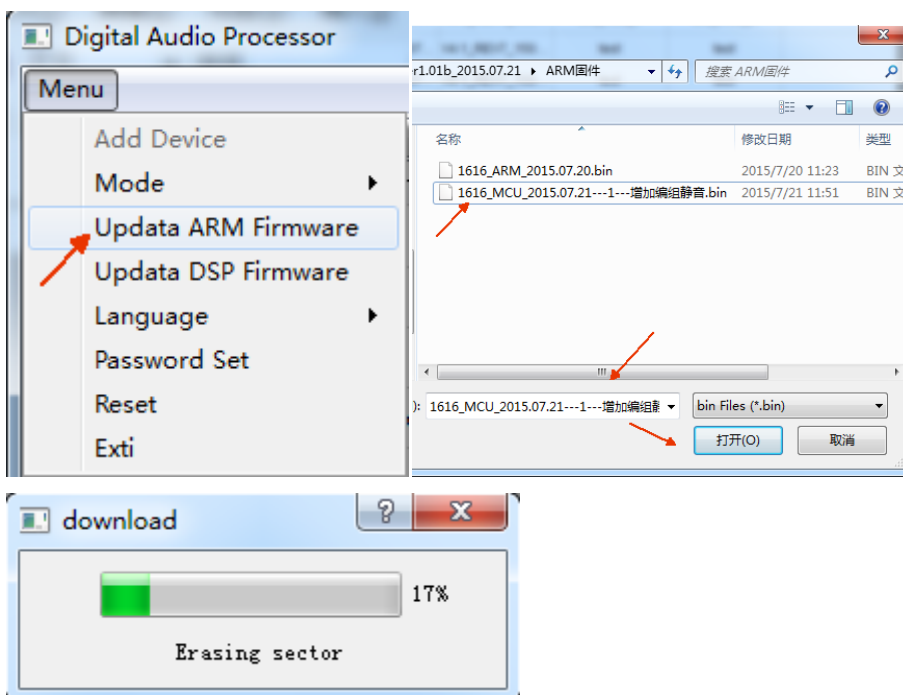 Digital Audio Processor
Menu
Add Device
Mode
Updata ARM Firmware
Updata DSP Firmware
Language
Password Set
Reset
Exti
r1.01b_2015.07.21 ▸ ARM固件
搜索 ARM固件
名称 修改日期 类型
1616_ARM_2015.07.20.bin 2015/7/20 11:23 BIN 文
1616_MCU_2015.07.21---1---增加编组静音.bin 2015/7/21 11:51 BIN 文
): 1616_MCU_2015.07.21---1---增加编组 bin Files (*.bin)
打开(O) 取消
download
17%
Erasing sector